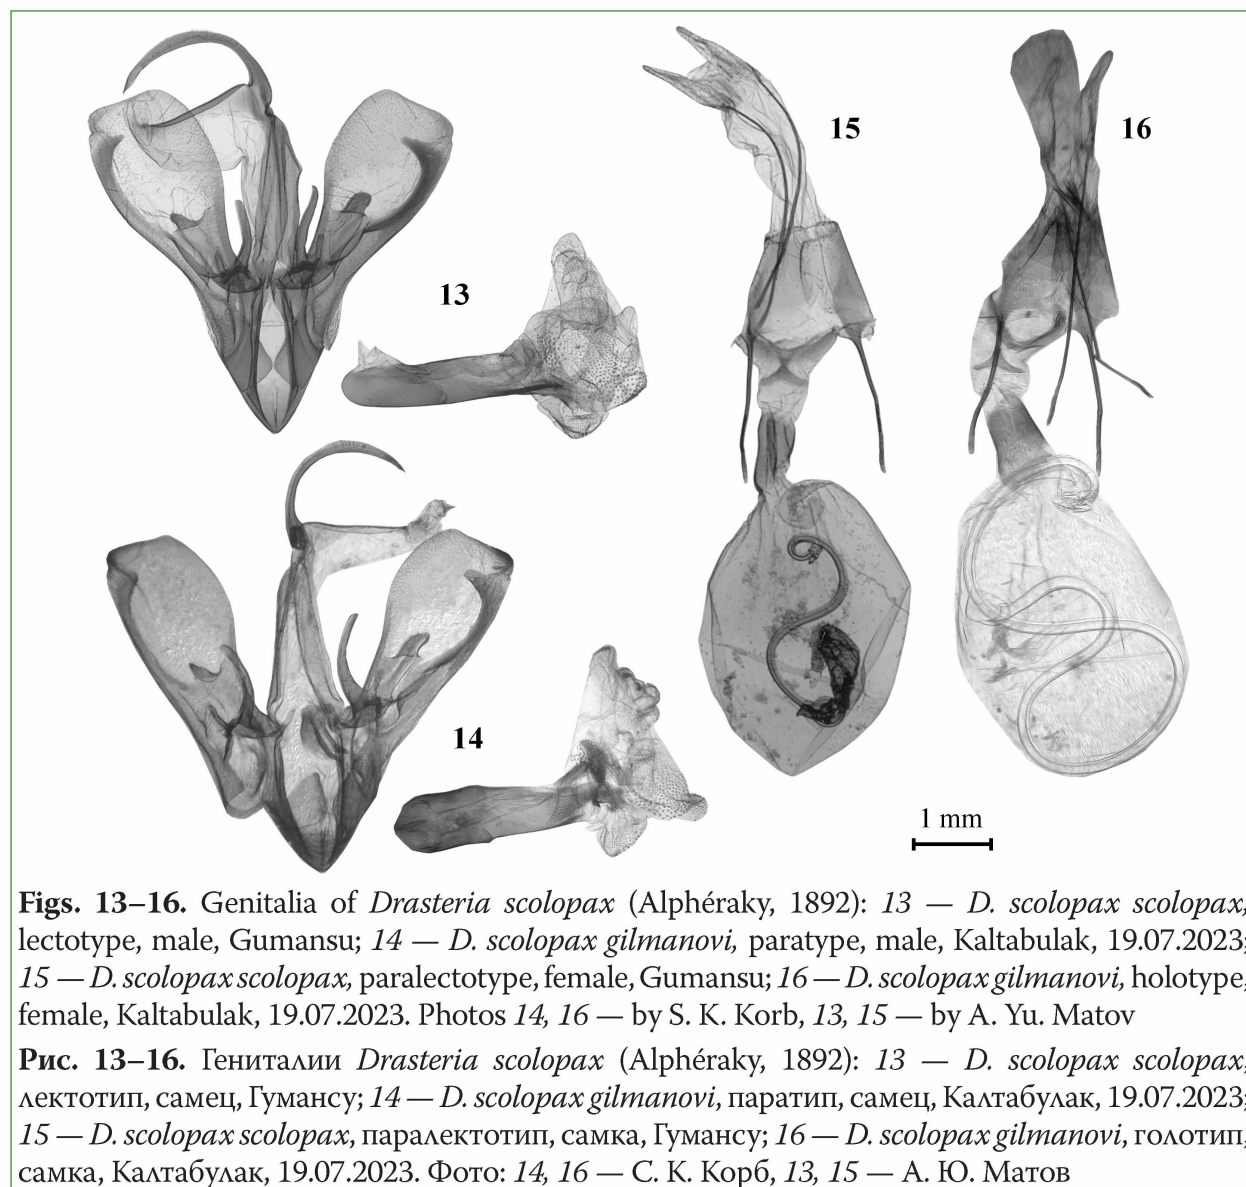 15
16
13
14
1 mm
Figs. 13–16. Genitalia of Drasteria scolopax (Alphéraky, 1892): 13 — D. scolopax scolopax,
lectotype, male, Gumansu; 14 — D. scolopax gilmanovi, paratype, male, Kaltabulak, 19.07.2023;
15 — D. scolopax scolopax, paralectotype, female, Gumansu; 16 — D. scolopax gilmanovi, holotype,
female, Kaltabulak, 19.07.2023. Photos 14, 16 — by S. K. Korb, 13, 15 — by A. Yu. Matov
Рис. 13–16. Гениталии Drasteria scolopax (Alphéraky, 1892): 13 — D. scolopax scolopax,
лектотип, самец, Гумансу; 14 — D. scolopax gilmanovi, паратип, самец, Калтабулак, 19.07.2023;
15 — D. scolopax scolopax, паралектотип, самка, Гумансу; 16 — D. scolopax gilmanovi, голотип,
самка, Калтабулак, 19.07.2023. Фото: 14, 16 — С. К. Корб, 13, 15 — А. Ю. Матов